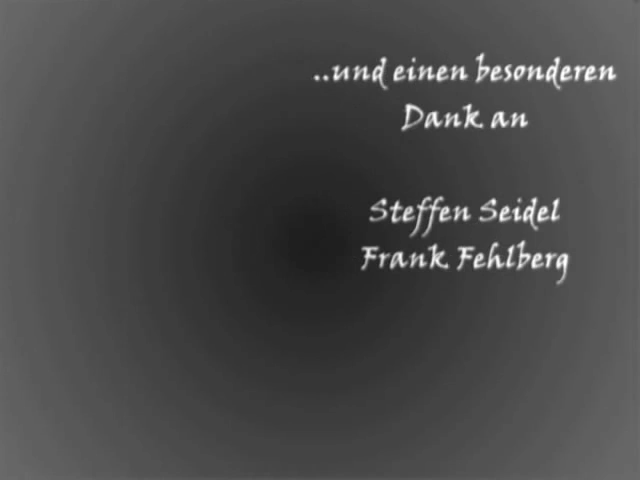 ..und einen besonderen
Dank an
Steffen Seidel
Frank Fehlberg